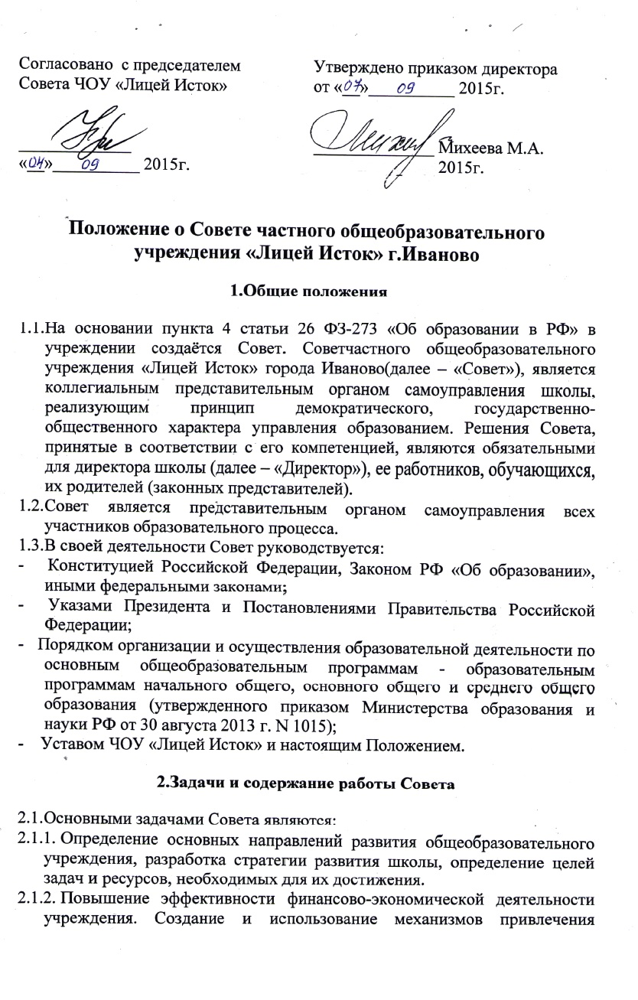 Согласовано с председателем
Совета ЧОУ «Лицей Исток»
«04» 09 2015г.
Утверждено приказом директора
от «07» 09 2015г.
Михеева М.А.
2015г.
Положение о Совете частного общеобразовательного
учреждения «Лицей Исток» г.Иваново
1.Общие положения
1.1.На основании пункта 4 статьи 26 ФЗ-273 «Об образовании в РФ» в
учреждении создаётся Совет. Советчастного общеобразовательного
учреждения «Лицей Исток» города Иваново(далее – «Совет»), является
коллегиальным представительным органом самоуправления школы,
реализующим принцип демократического, государственно-
общественного характера управления образованием. Решения Совета,
принятые в соответствии с его компетенцией, являются обязательными
для директора школы (далее – «Директор»), ее работников, обучающихся,
их родителей (законных представителей).
1.2.Совет является представительным органом самоуправления всех
участников образовательного процесса.
1.3.В своей деятельности Совет руководствуется:
- Конституцией Российской Федерации, Законом РФ «Об образовании»,
иными федеральными законами;
- Указами Президента и Постановлениями Правительства Российской
Федерации;
- Порядком организации и осуществления образовательной деятельности по
основным общеобразовательным программам - образовательным
программам начального общего, основного общего и среднего общего
образования (утвержденного приказом Министерства образования и
науки РФ от 30 августа 2013 г. N 1015);
- Уставом ЧОУ «Лицей Исток» и настоящим Положением.
2.Задачи и содержание работы Совета
2.1.Основными задачами Совета являются:
2.1.1. Определение основных направлений развития общеобразовательного
учреждения, разработка стратегии развития школы, определение целей
задач и ресурсов, необходимых для их достижения.
2.1.2. Повышение эффективности финансово-экономической деятельности
учреждения. Создание и использование механизмов привлечения